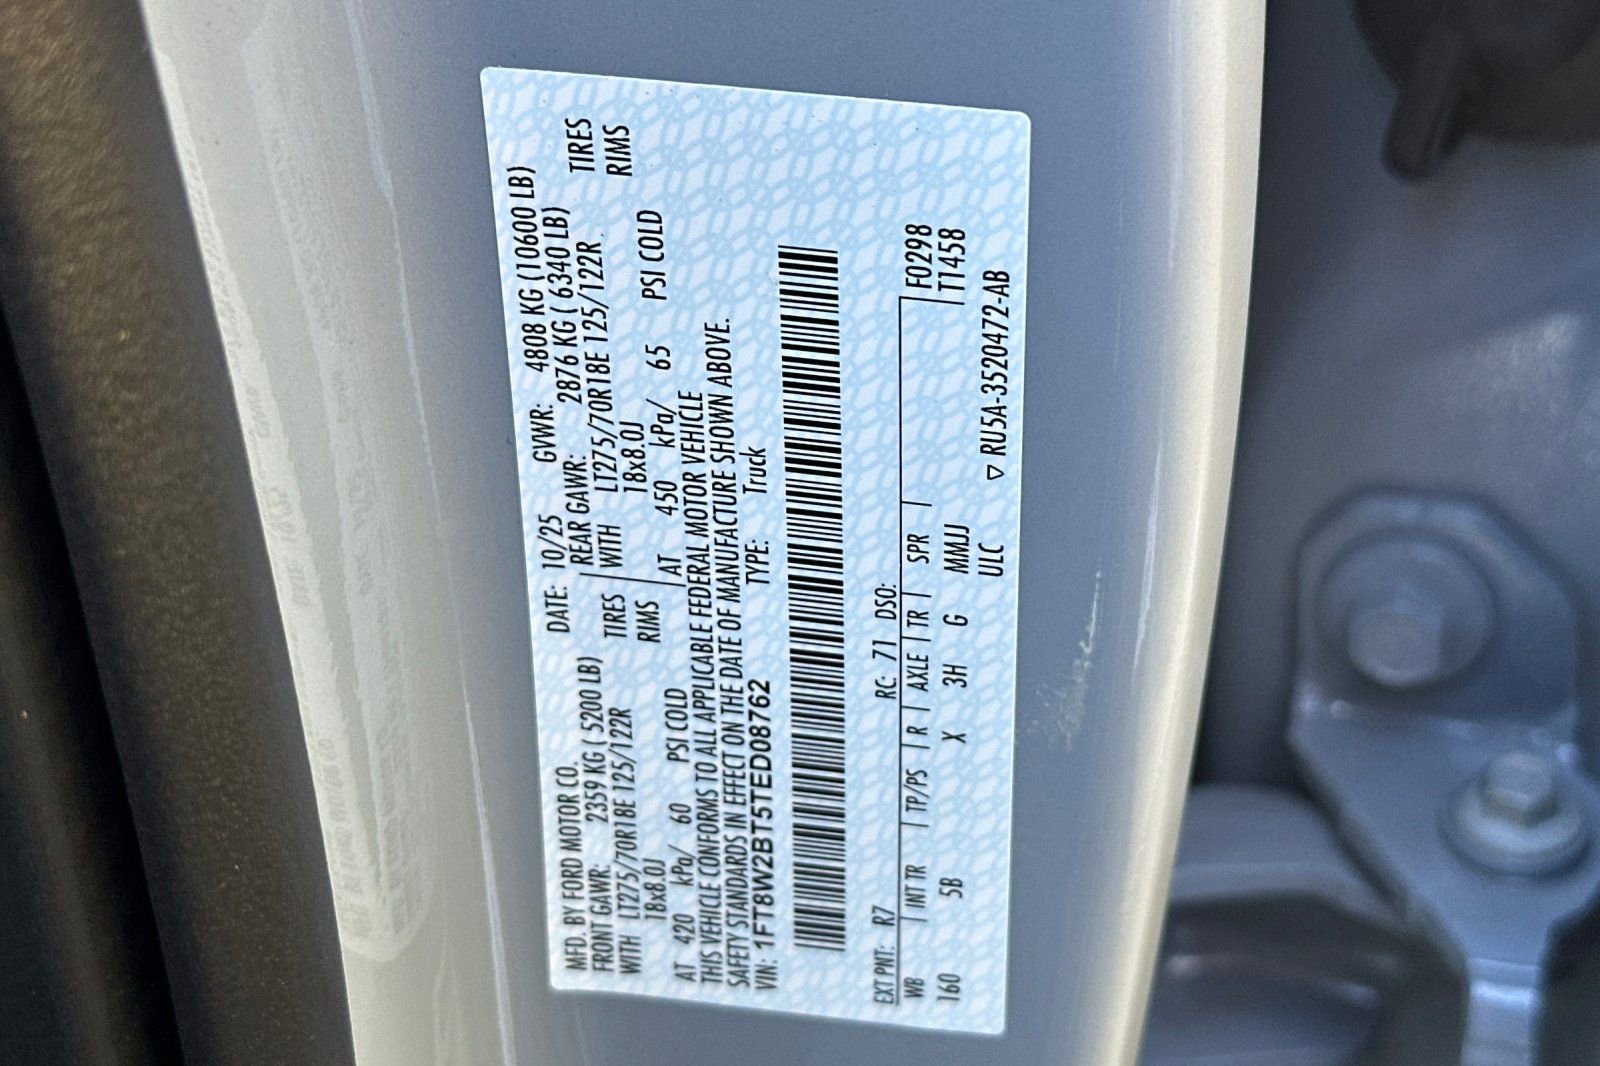 MFD. BY FORD MOTOR CO. DATE: 10/25 GVWR: 4808 KG (10600 LB)
FRONT GAWR: 2359 KG ( 5200 LB) REAR GAWR: 2876 KG ( 6340 LB)
WITH LT275/70R18E 125/122R TIRES WITH LT275/70R18E 125/122R TIRES
18x8.0J RIMS 18x8.0J RIMS
AT 420 kPa/ 60 PSI COLD AT 450 kPa/ 65 PSI COLD
THIS VEHICLE CONFORMS TO ALL APPLICABLE FEDERAL MOTOR VEHICLE
SAFETY STANDARDS IN EFFECT ON THE DATE OF MANUFACTURE SHOWN ABOVE.
VIN: 1FT8W2BT5TED08762 TYPE: Truck
EXT PNT: R7 RC: 71 DSO: F0298
WB INT TR TP/PS R AXLE TR SPR T1458
160 5B X 3H G MMJJ
ULC ▽ RU5A-3520472-AB